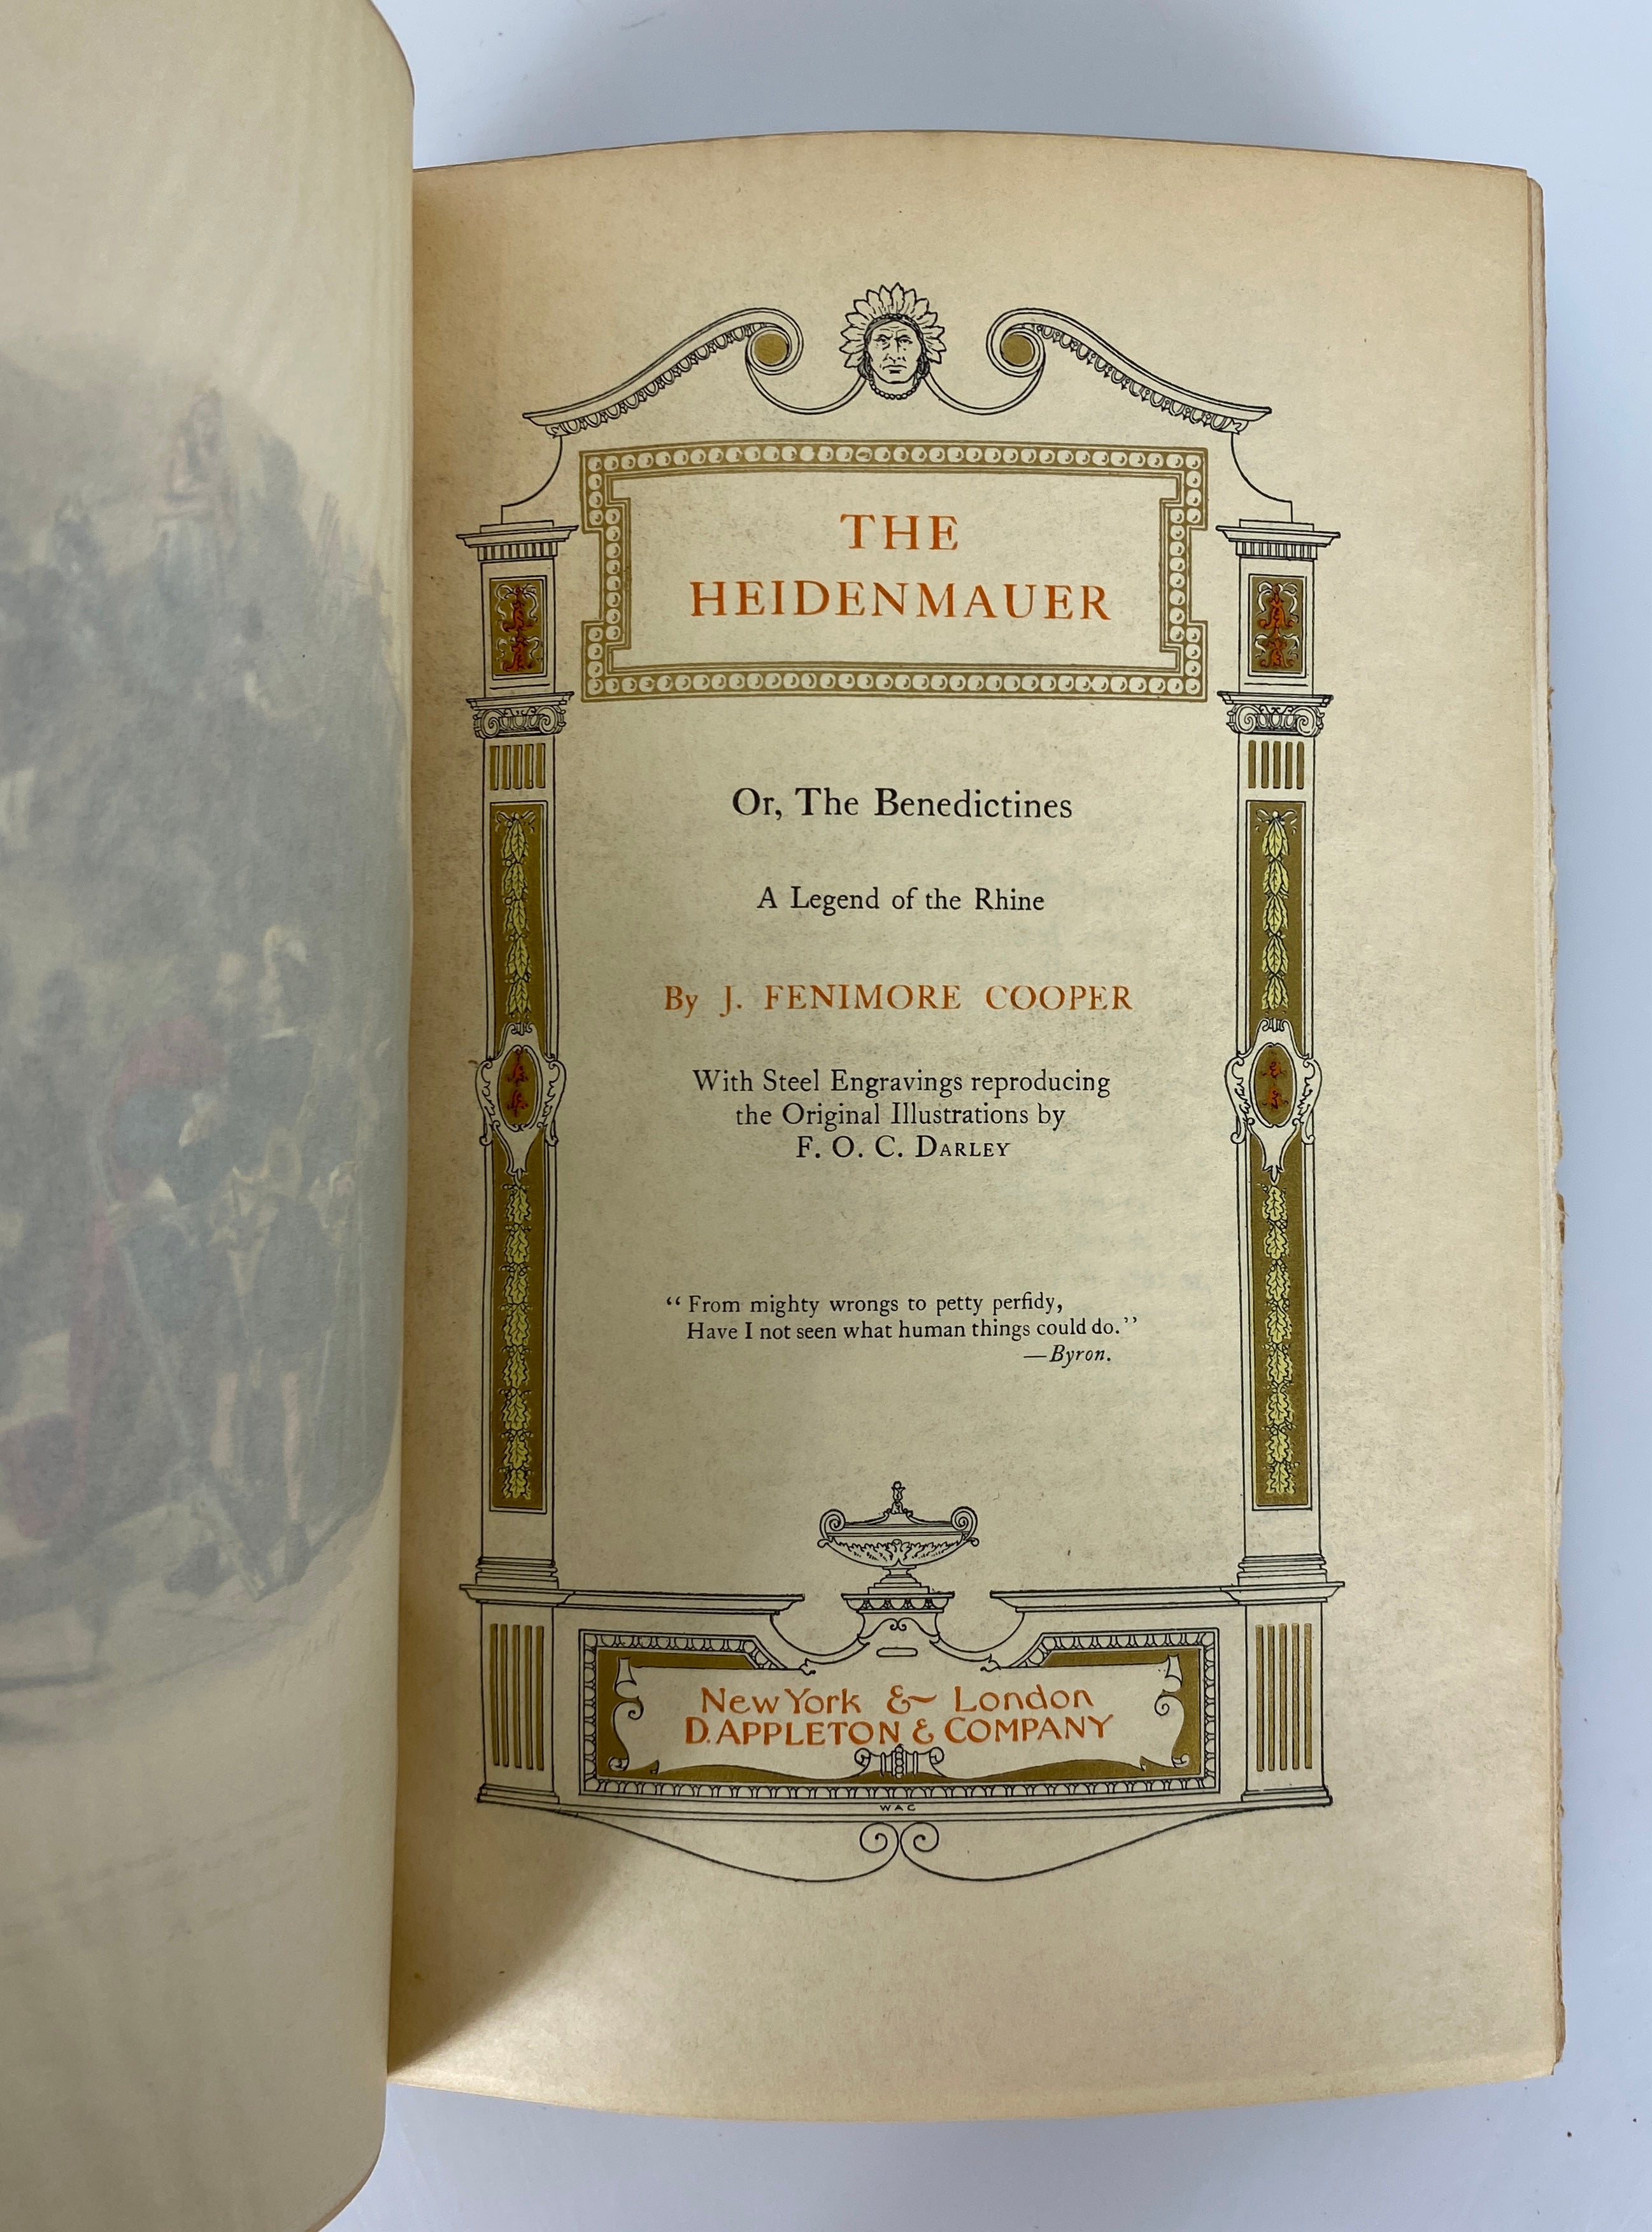 THE
HEIDENMAUER
Or, The Benedictines
A Legend of the Rhine
By J. FENIMORE COOPER
With Steel Engravings reproducing
the Original Illustrations by
F. O. C. DARLEY
“From mighty wrongs to petty perfidy,
Have I not seen what human things could do.”
—Byron.
New York & London
D. APPLETON & COMPANY
WAC